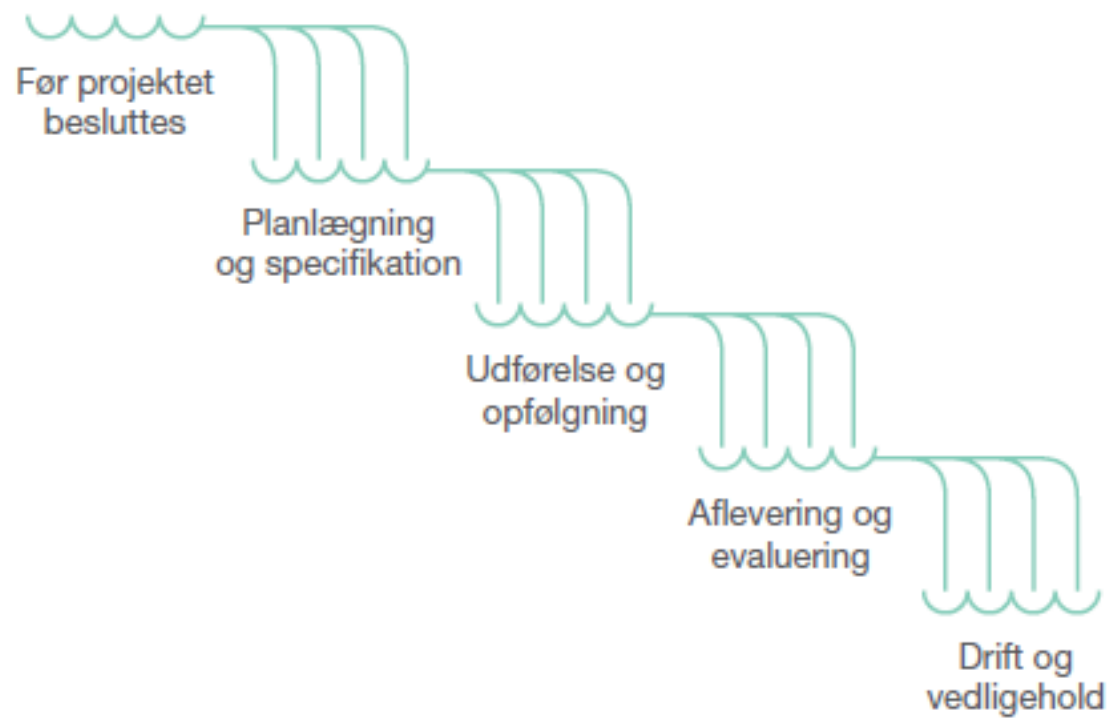 Før projektet
besluttes
Planlægning
og specifikation
Udførelse og
opfølgning
Aflevering og
evaluering
Drift og
vedligehold